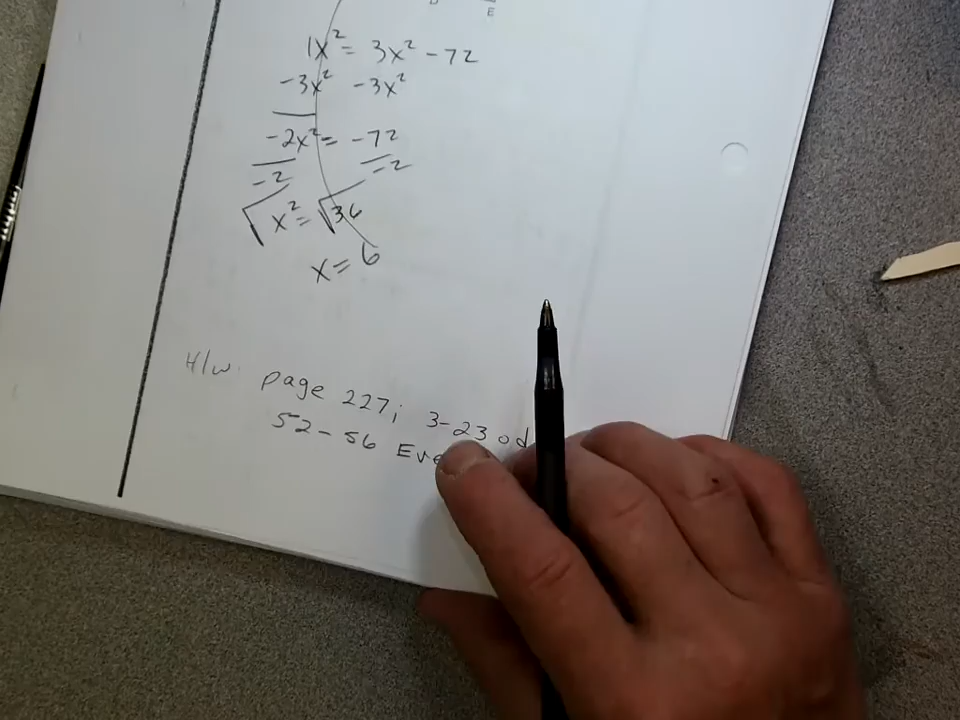 E
1x² = 3x² - 72
-3x² -3x²
-2x² = -72
-2 -2
√x² = √36
x = 6
H/w: page 227; 3-23 od
52-56 Eve